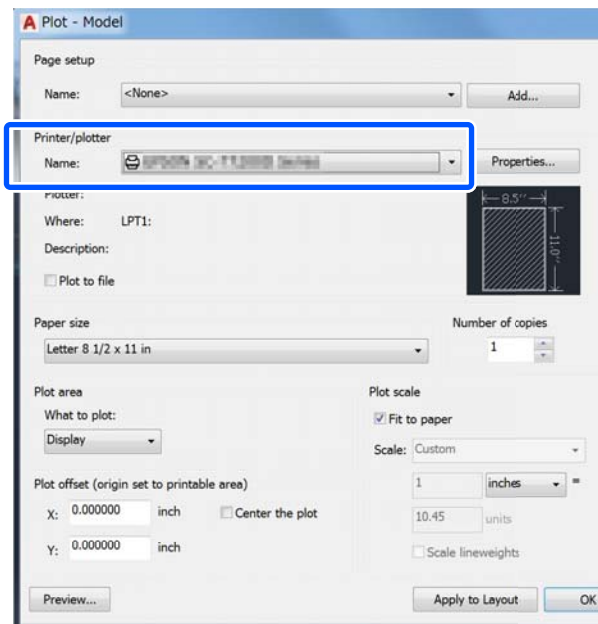 Plot - Model
Page setup
Name: <None> Add...
Printer/plotter
Name: Properties...
Plotter:
Where: LPT1:
Description:
Plot to file
8.5''
11.0''
Paper size
Letter 8 1/2 x 11 in
Number of copies
1
Plot area
What to plot:
Display
Plot scale
Fit to paper
Scale: Custom
1 inches =
10.45 units
Scale lineweights
Plot offset (origin set to printable area)
X: 0.000000 inch Center the plot
Y: 0.000000 inch
Preview... Apply to Layout OK